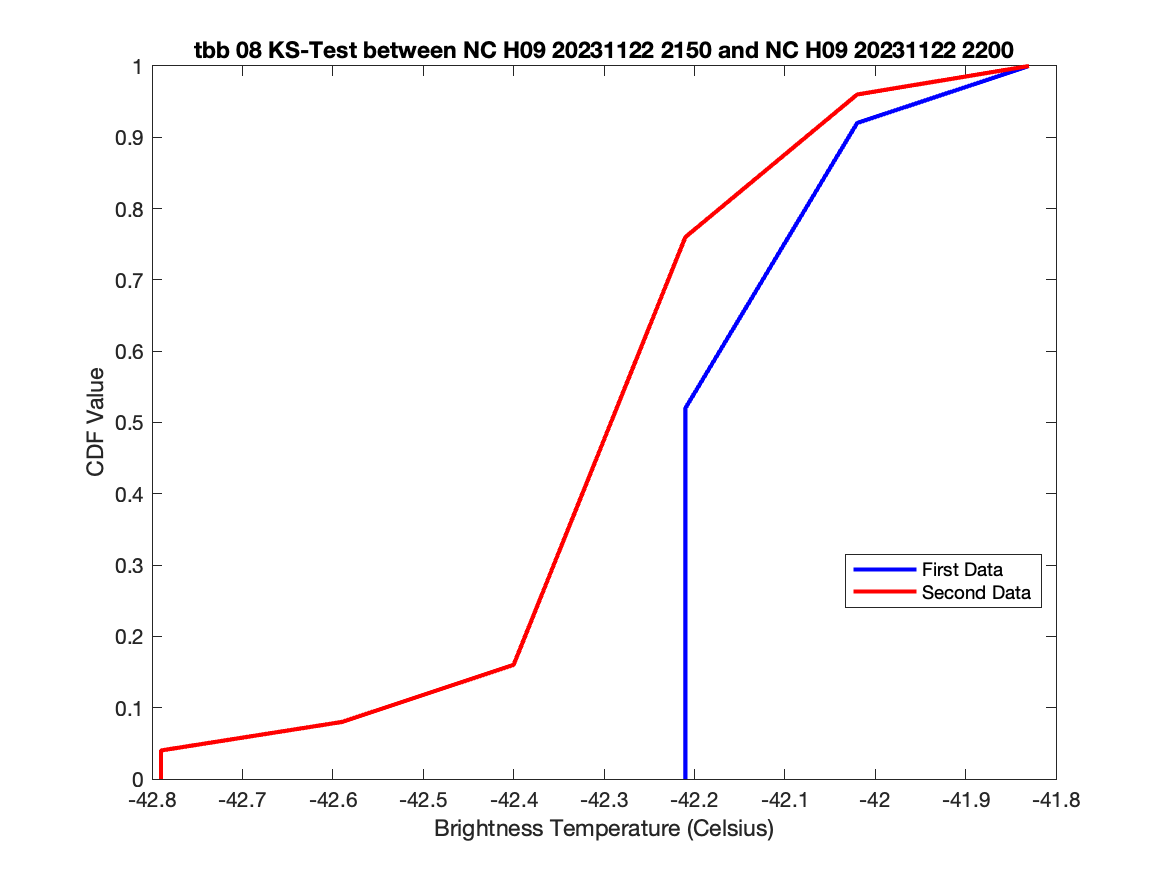 tbb 08 KS-Test between NC H09 20231122 2150 and NC H09 20231122 2200
1
0.9
0.8
0.7
0.6
0.5
0.4
0.3
0.2
0.1
0
CDF Value
First Data
Second Data
-42.8 -42.7 -42.6 -42.5 -42.4 -42.3 -42.2 -42.1 -42 -41.9 -41.8
Brightness Temperature (Celsius)